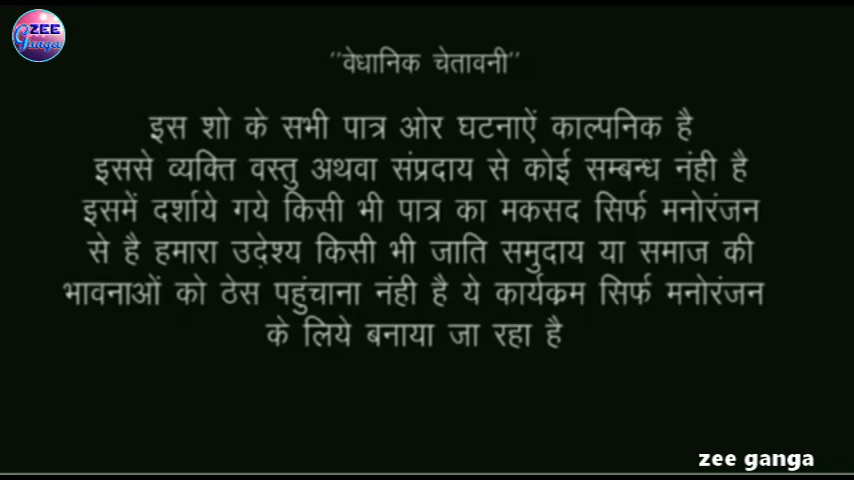 ZEE
Ganga
"वेधानिक चेतावनी"
इस शो के सभी पात्र ओर घटनाऐं काल्पनिक है
इससे व्यक्ति वस्तु अथवा संप्रदाय से कोई सम्बन्ध नंही है
इसमें दर्शाये गये किसी भी पात्र का मकसद सिर्फ मनोरंजन
से है हमारा उद़ेश्य किसी भी जाति समुदाय या समाज की
भावनाओं को ठेस पहुंचाना नंही है ये कार्यक्रम सिर्फ मनोरंजन
के लिये बनाया जा रहा है
zee ganga